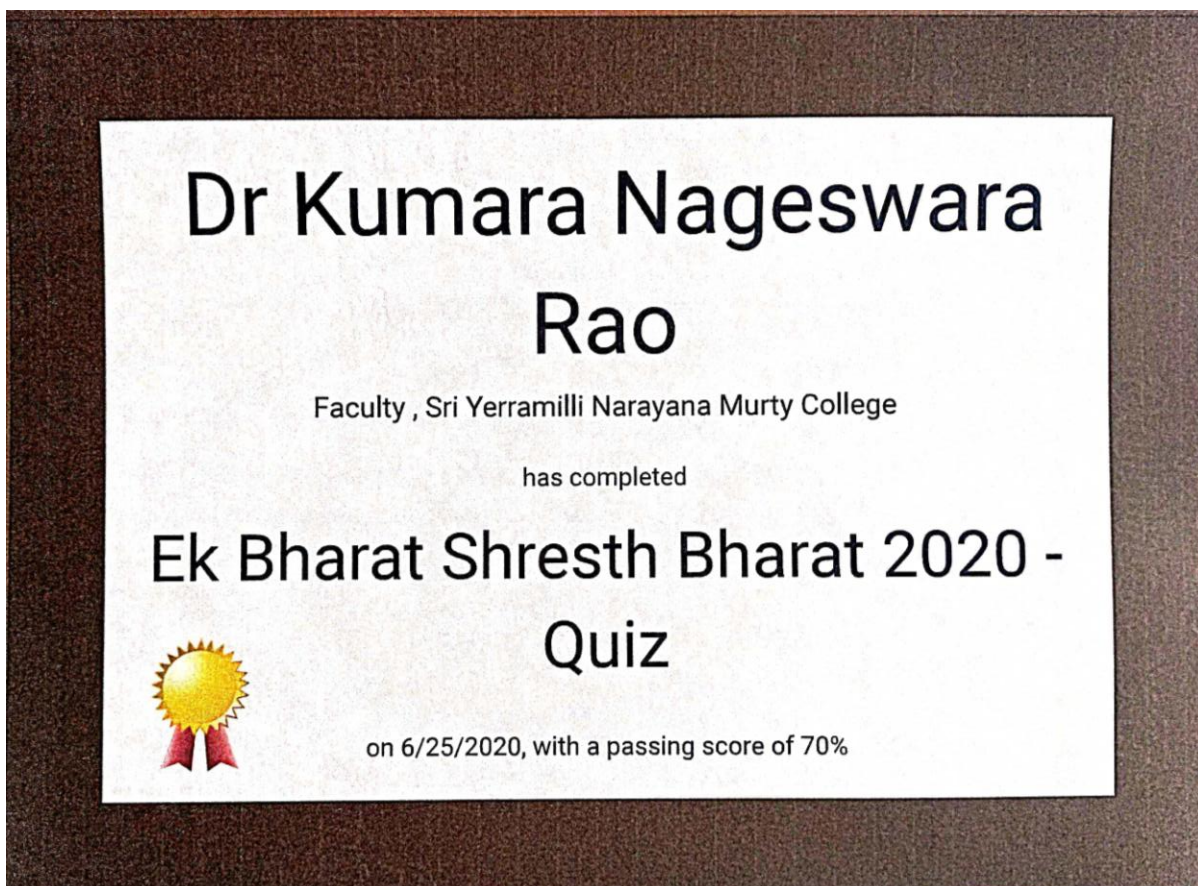 Dr Kumara Nageswara
Rao
Faculty , Sri Yerramilli Narayana Murty College
has completed
Ek Bharat Shresth Bharat 2020 -
Quiz
on 6/25/2020, with a passing score of 70%